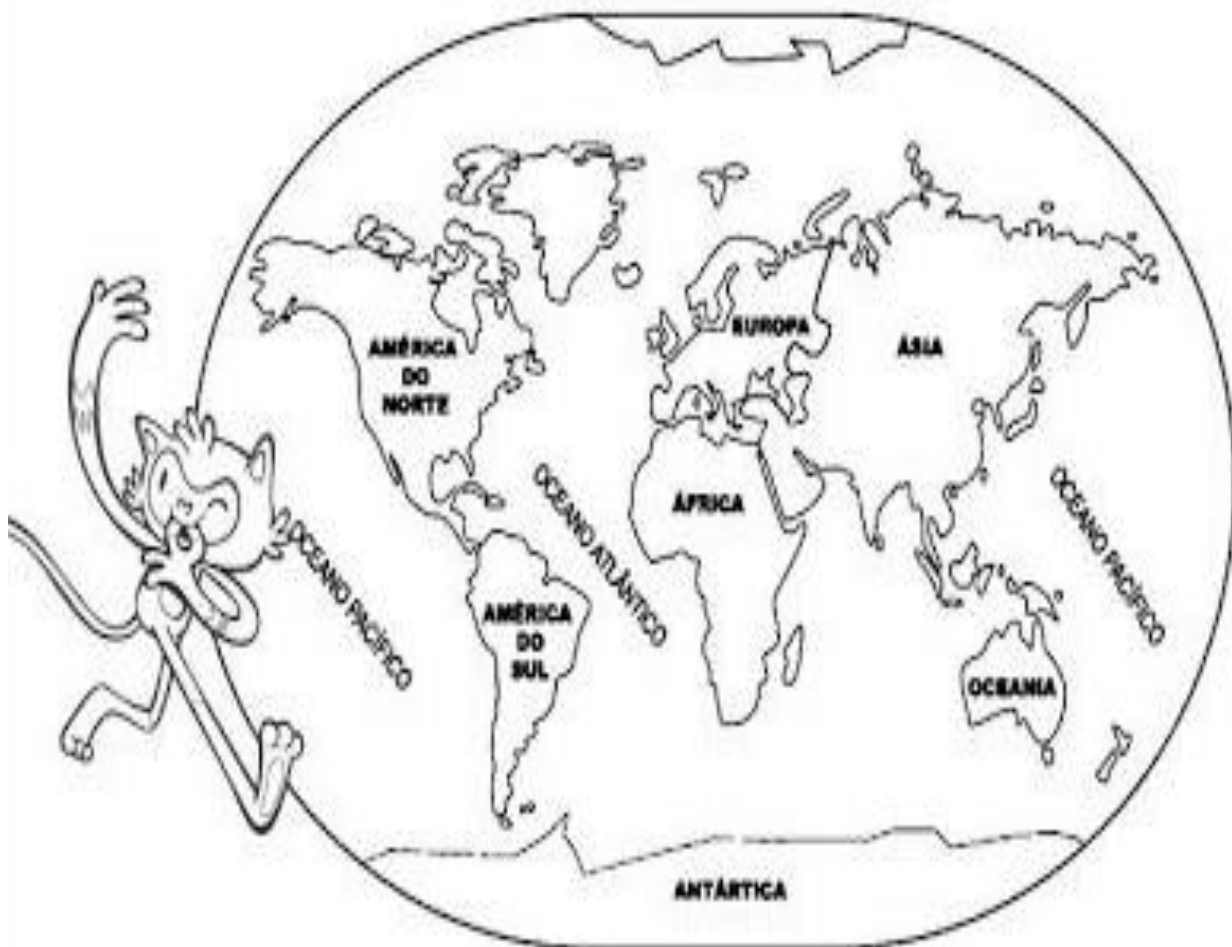 EUROPA
ÁSIA
AMÉRICA
DO
NORTE
ÁFRICA
OCEANO ATLÂNTICO
OCEANO PACÍFICO
OCEANO PACÍFICO
AMÉRICA
DO
SUL
OCEANIA
ANTÁRTICA